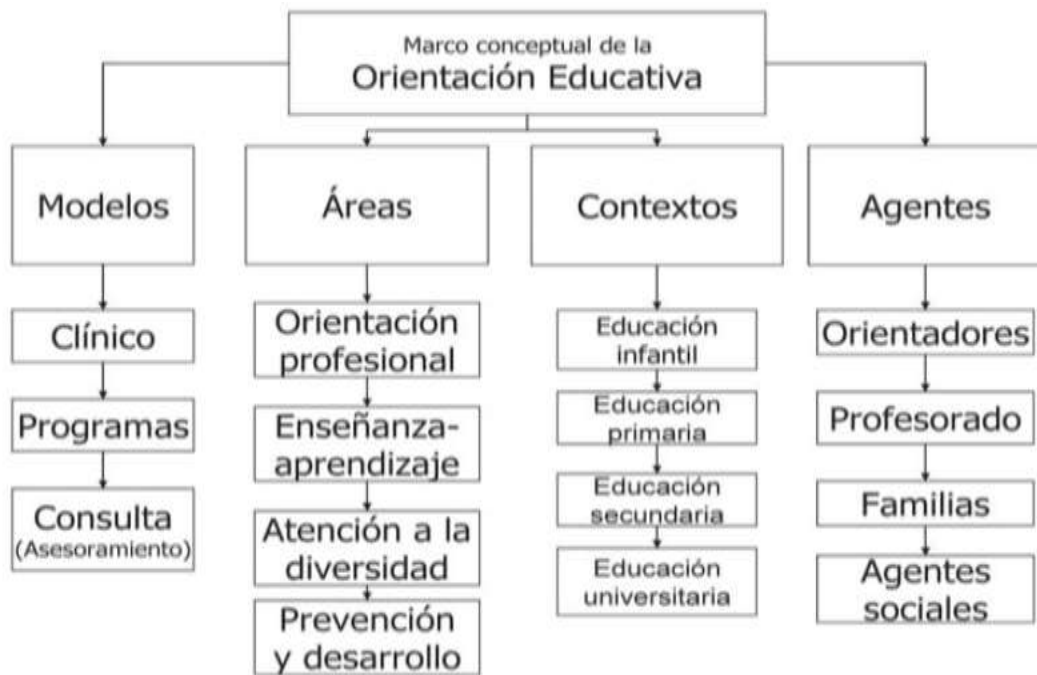 Marco conceptual de la
Orientación Educativa
Modelos
Áreas
Contextos
Agentes
Clínico
Programas
Consulta
(Asesoramiento)
Orientación
profesional
Enseñanza-
aprendizaje
Atención a la
diversidad
Prevención
y desarrollo
Educación
infantil
Educación
primaria
Educación
secundaria
Educación
universitaria
Orientadores
Profesorado
Familias
Agentes
sociales